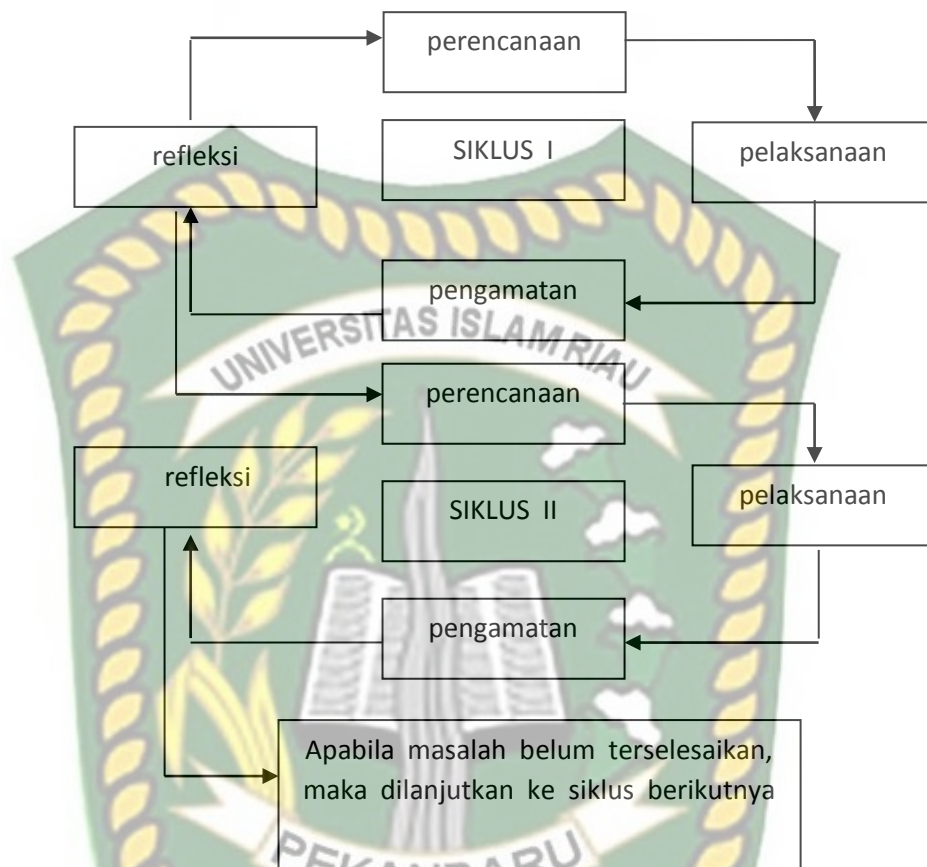 perencanaan
refleksi
SIKLUS I
pelaksanaan
pengamatan
UNIVERSITAS ISLAM RIAU
perencanaan
refleksi
SIKLUS II
pelaksanaan
pengamatan
Apabila masalah belum terselesaikan,
maka dilanjutkan ke siklus berikutnya
PEKANBARU